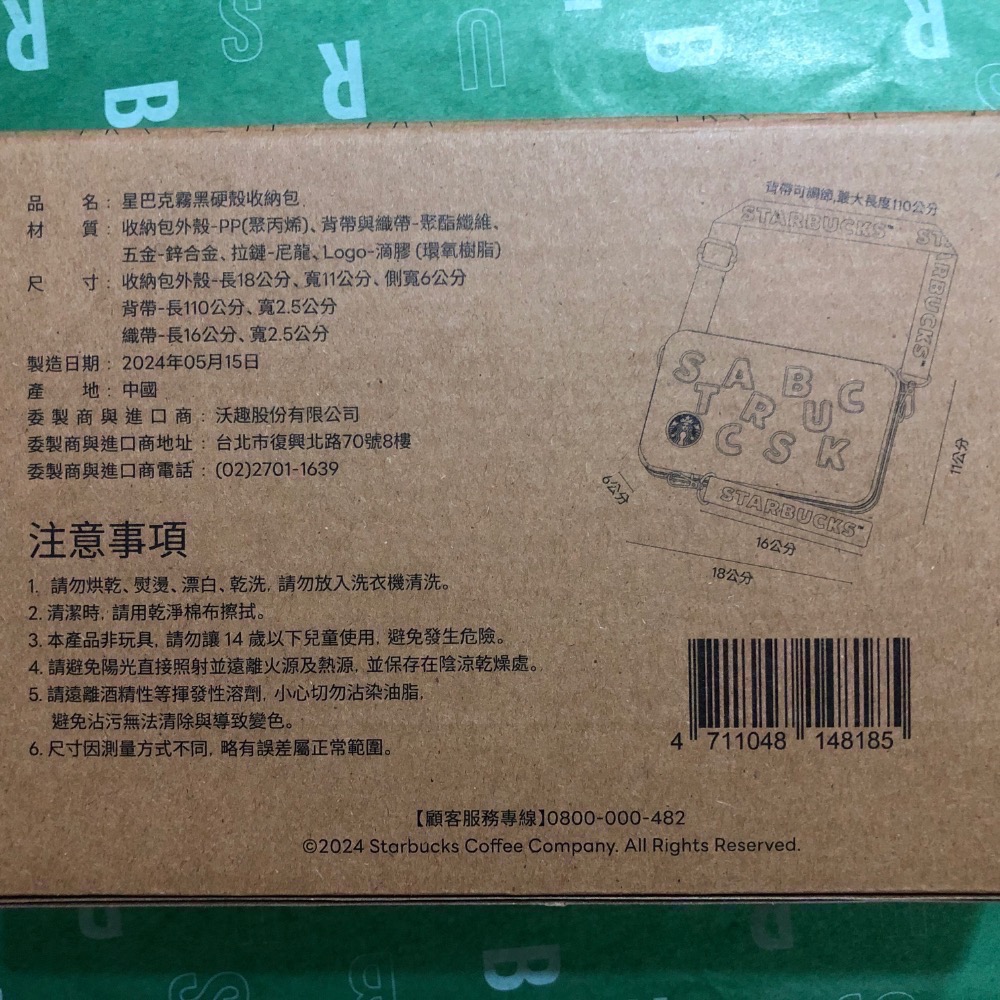 品 名：星巴克霧黑硬殼收納包
材 質：收納包外殼-PP(聚丙烯)、背帶與織帶-聚酯纖維、
五金-鋅合金、拉鏈-尼龍、Logo-滴膠 (環氧樹脂)
尺 寸：收納包外殼-長18公分、寬11公分、側寬6公分
背帶-長110公分、寬2.5公分
織帶-長16公分、寬2.5公分
製造日期：2024年05月15日
產 地：中國
委製商與進口商：沃趣股份有限公司
委製商與進口商地址：台北市復興北路70號8樓
委製商與進口商電話：(02)2701-1639
背帶可調節,最大長度110公分
STARBUCKS™
STARBUCKS™
S A B C
T R U
C S K
STARBUCKS™
6公分
16公分
18公分
11公分
注意事項
1. 請勿烘乾、熨燙、漂白、乾洗, 請勿放入洗衣機清洗。
2. 清潔時, 請用乾淨棉布擦拭。
3. 本產品非玩具, 請勿讓 14 歲以下兒童使用, 避免發生危險。
4. 請避免陽光直接照射並遠離火源及熱源, 並保存在陰涼乾燥處。
5. 請遠離酒精性等揮發性溶劑, 小心切勿沾染油脂,
避免沾污無法清除與導致變色。
6. 尺寸因測量方式不同, 略有誤差屬正常範圍。
4 711048 148185
【顧客服務專線】0800-000-482
©2024 Starbucks Coffee Company. All Rights Reserved.